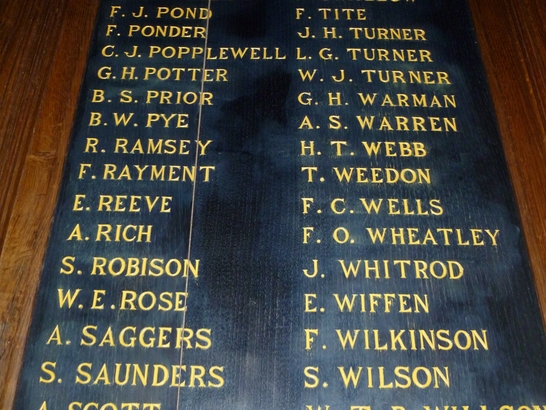 F. J. POND
F. PONDER
C. J. POPPLEWELL
G. H. POTTER
B. S. PRIOR
B. W. PYE
R. RAMSEY
F. RAYMENT
E. REEVE
A. RICH
S. ROBISON
W. E. ROSE
A. SAGGERS
S. SAUNDERS
A. SCOTT
F. TITE
J. H. TURNER
L. G. TURNER
W. J. TURNER
G. H. WARMAN
A. S. WARREN
H. T. WEBB
T. WEEDON
F. C. WELLS
F. O. WHEATLEY
J. WHITROD
E. WIFFEN
F. WILKINSON
S. WILSON